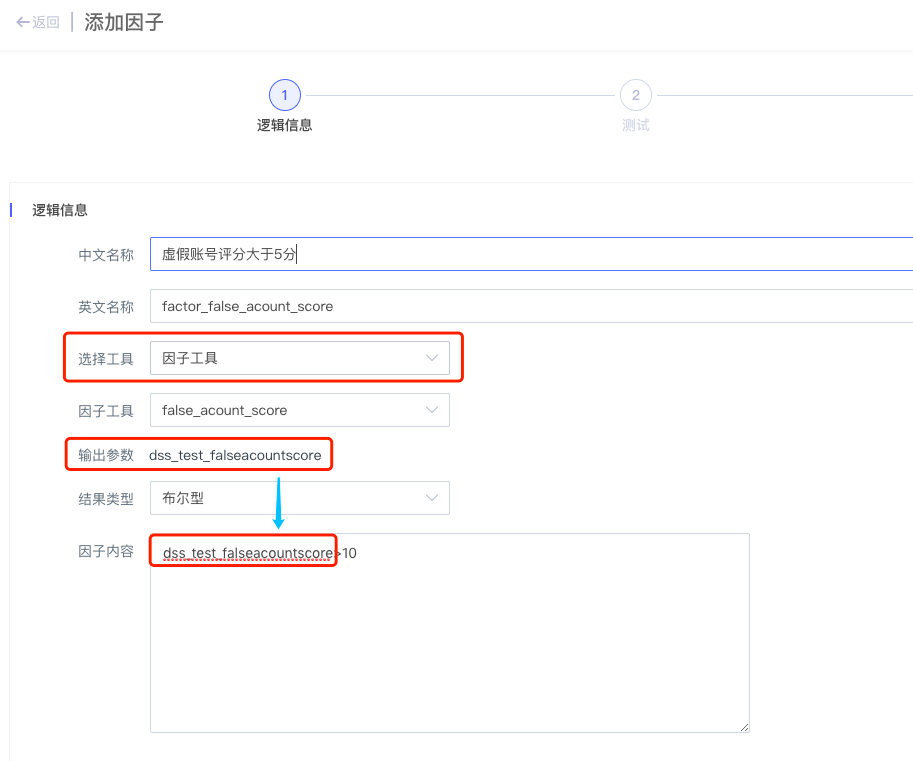 返回 添加因子
1
2
逻辑信息
测试
逻辑信息
中文名称 虚假账号评分大于5分
英文名称 factor_false_acount_score
选择工具 因子工具
因子工具 false_acount_score
输出参数 dss_test_falseacountscore
结果类型 布尔型
因子内容 dss_test_falseacountscore>10